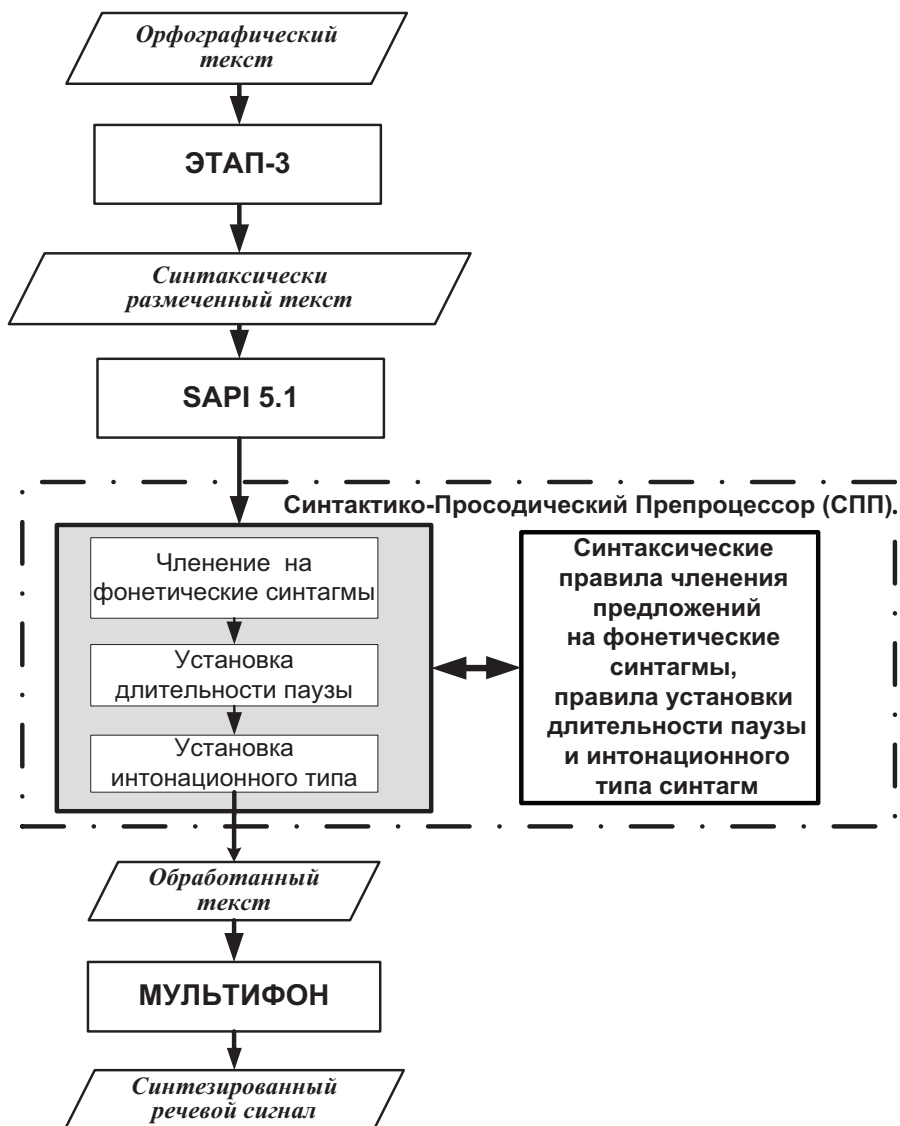 Орфографический
текст
ЭТАП-3
Синтаксически
размеченный текст
SAPI 5.1
Синтактико-Просодический Препроцессор (СПП)
Членение на
фонетические синтагмы
Установка
длительности паузы
Установка
интонационного типа
Синтаксические
правила членения
предложений
на фонетические
синтагмы,
правила установки
длительности паузы
и интонационного
типа синтагм
Обработанный
текст
МУЛЬТИФОН
Синтезированный
речевой сигнал